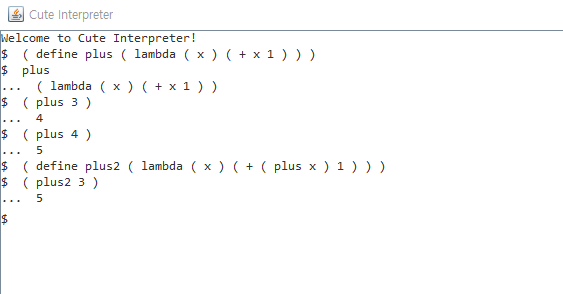 Cute Interpreter
Welcome to Cute Interpreter!
$  ( define plus ( lambda ( x ) ( + x 1 ) ) )
$  plus
...  ( lambda ( x ) ( + x 1 ) )
$  ( plus 3 )
...  4
$  ( plus 4 )
...  5
$  ( define plus2 ( lambda ( x ) ( + ( plus x ) 1 ) ) )
$  ( plus2 3 )
...  5
$